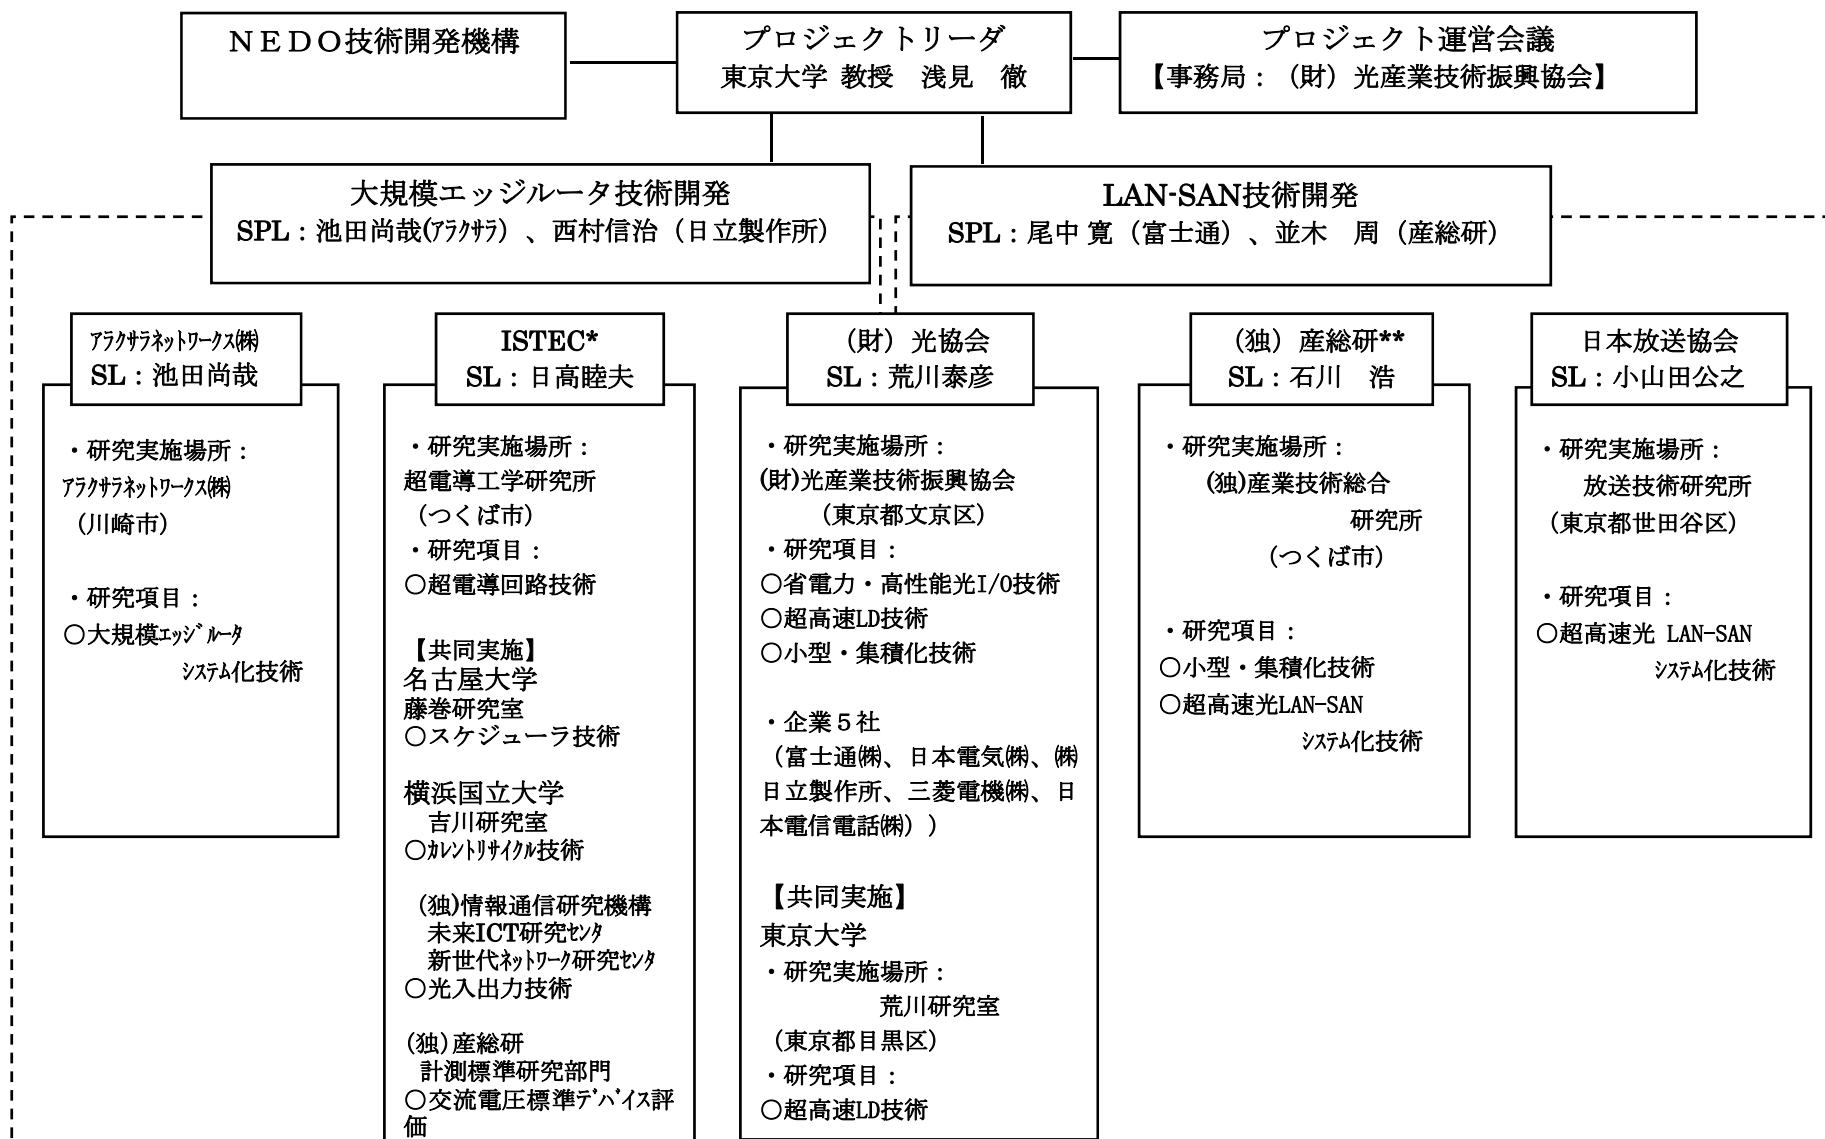 ＮＥＤＯ技術開発機構
プロジェクトリーダ
東京大学 教授　浅見　徹
プロジェクト運営会議
【事務局：（財）光産業技術振興協会】
大規模エッジルータ技術開発
SPL：池田尚哉(ｱﾗｸｻﾗ）、西村信治（日立製作所）
LAN-SAN技術開発
SPL：尾中 寛（富士通）、並木　周（産総研）
ｱﾗｸｻﾗﾈｯﾄﾜｰｸｽ㈱
SL：池田尚哉
・研究実施場所：
ｱﾗｸｻﾗﾈｯﾄﾜｰｸｽ㈱
（川崎市）
・研究項目：
○大規模ｴｯｼﾞﾙｰﾀ
ｼｽﾃﾑ化技術
ISTEC*
SL：日高睦夫
・研究実施場所：
超電導工学研究所
（つくば市）
・研究項目：
○超電導回路技術
【共同実施】
名古屋大学
藤巻研究室
○スケジューラ技術
横浜国立大学
吉川研究室
○ｶﾚﾝﾄﾘｻｲｸﾙ技術
(独)情報通信研究機構
未来ICT研究ｾﾝﾀ
新世代ﾈｯﾄﾜｰｸ研究ｾﾝﾀ
○光入出力技術
(独)産総研
計測標準研究部門
○交流電圧標準ﾃﾞﾊﾞｲｽ評
価
（財）光協会
SL：荒川泰彦
・研究実施場所：
(財)光産業技術振興協会
（東京都文京区）
・研究項目：
○省電力・高性能光I/O技術
○超高速LD技術
○小型・集積化技術
・企業５社
（富士通㈱、日本電気㈱、㈱
日立製作所、三菱電機㈱、日
本電信電話㈱））
【共同実施】
東京大学
・研究実施場所：
荒川研究室
（東京都目黒区）
・研究項目：
○超高速LD技術
（独）産総研**
SL：石川　浩
・研究実施場所：
(独)産業技術総合
研究所
（つくば市）
・研究項目：
○小型・集積化技術
○超高速光LAN-SAN
ｼｽﾃﾑ化技術
日本放送協会
SL：小山田公之
・研究実施場所：
放送技術研究所
（東京都世田谷区）
・研究項目：
○超高速光 LAN-SAN
ｼｽﾃﾑ化技術